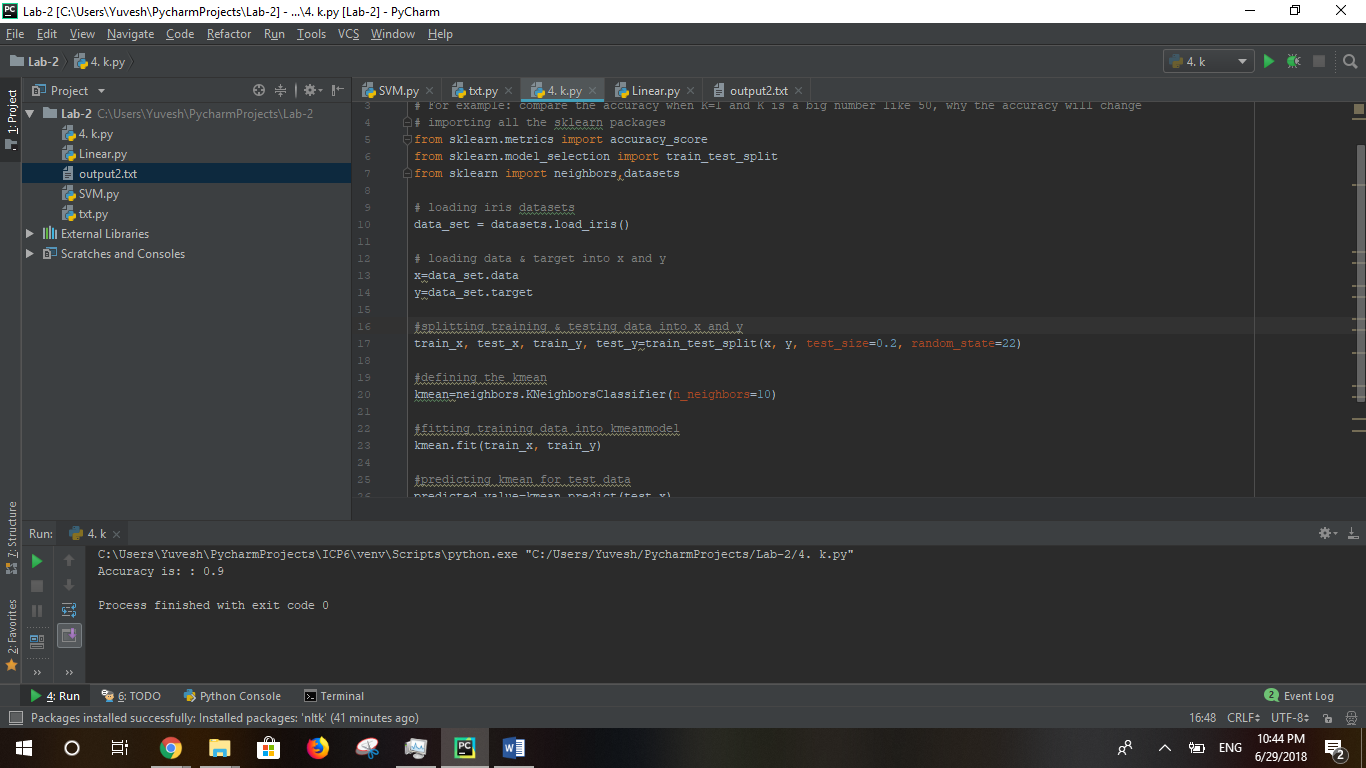 Lab-2 [C:\Users\Yuvesh\PycharmProjects\Lab-2] - ...\4. k.py [Lab-2] - PyCharm
File Edit View Navigate Code Refactor Run Tools VCS Window Help
Lab-2 4. k.py 4. k
1: Project
Project
SVM.py txt.py 4. k.py Linear.py output2.txt
Lab-2 C:\Users\Yuvesh\PycharmProjects\Lab-2
4. k.py
Linear.py
output2.txt
SVM.py
txt.py
External Libraries
Scratches and Consoles
3 # For example: compare the accuracy when K=1 and K is a big number like 50, why the accuracy will change
4 # importing all the sklearn packages
5 from sklearn.metrics import accuracy_score
6 from sklearn.model_selection import train_test_split
7 from sklearn import neighbors,datasets
8
9 # loading iris datasets
10 data_set = datasets.load_iris()
11
12 # loading data & target into x and y
13 x=data_set.data
14 y=data_set.target
15
16 #splitting training & testing data into x and y
17 train_x, test_x, train_y, test_y=train_test_split(x, y, test_size=0.2, random_state=22)
18
19 #defining the kmean
20 kmean=neighbors.KNeighborsClassifier(n_neighbors=10)
21
22 #fitting training data into kmeanmodel
23 kmean.fit(train_x, train_y)
24
25 #predicting kmean for test data
26 predicted_value=kmean.predict(test_x)
7: Structure
2: Favorites
Run: 4. k
C:\Users\Yuvesh\PycharmProjects\ICP6\venv\Scripts\python.exe "C:/Users/Yuvesh/PycharmProjects/Lab-2/4. k.py"
Accuracy is: : 0.9
Process finished with exit code 0
4: Run 6: TODO Python Console Terminal 2 Event Log
Packages installed successfully: Installed packages: 'nltk' (41 minutes ago) 16:48 CRLF UTF-8
ENG 10:44 PM
6/29/2018 2